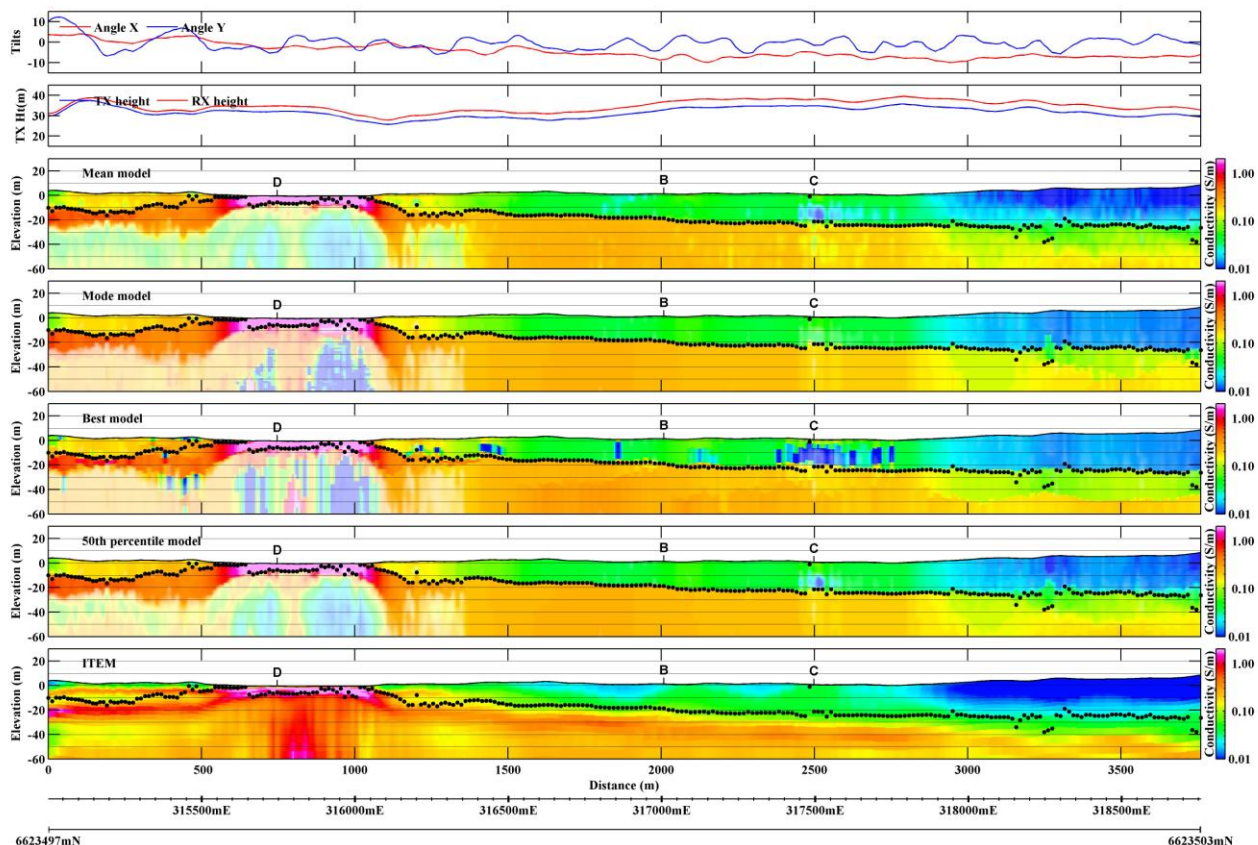 Tilts
10
0
-10
Angle X
Angle Y
TX Ht(m)
40
30
20
TX height
RX height
Elevation (m)
20
0
-20
-40
-60
Mean model
D
B
C
Conductivity (S/m)
1.00
0.10
0.01
Elevation (m)
20
0
-20
-40
-60
Mode model
D
B
C
Conductivity (S/m)
1.00
0.10
0.01
Elevation (m)
20
0
-20
-40
-60
Best model
D
B
C
Conductivity (S/m)
1.00
0.10
0.01
Elevation (m)
20
0
-20
-40
-60
50th percentile model
D
B
C
Conductivity (S/m)
1.00
0.10
0.01
Elevation (m)
20
0
-20
-40
-60
ITEM
D
B
C
Conductivity (S/m)
1.00
0.10
0.01
0 500 1000 1500 2000 2500 3000 3500
Distance (m)
315500mE 316000mE 316500mE 317000mE 317500mE 318000mE 318500mE
6623497mN 6623503mN